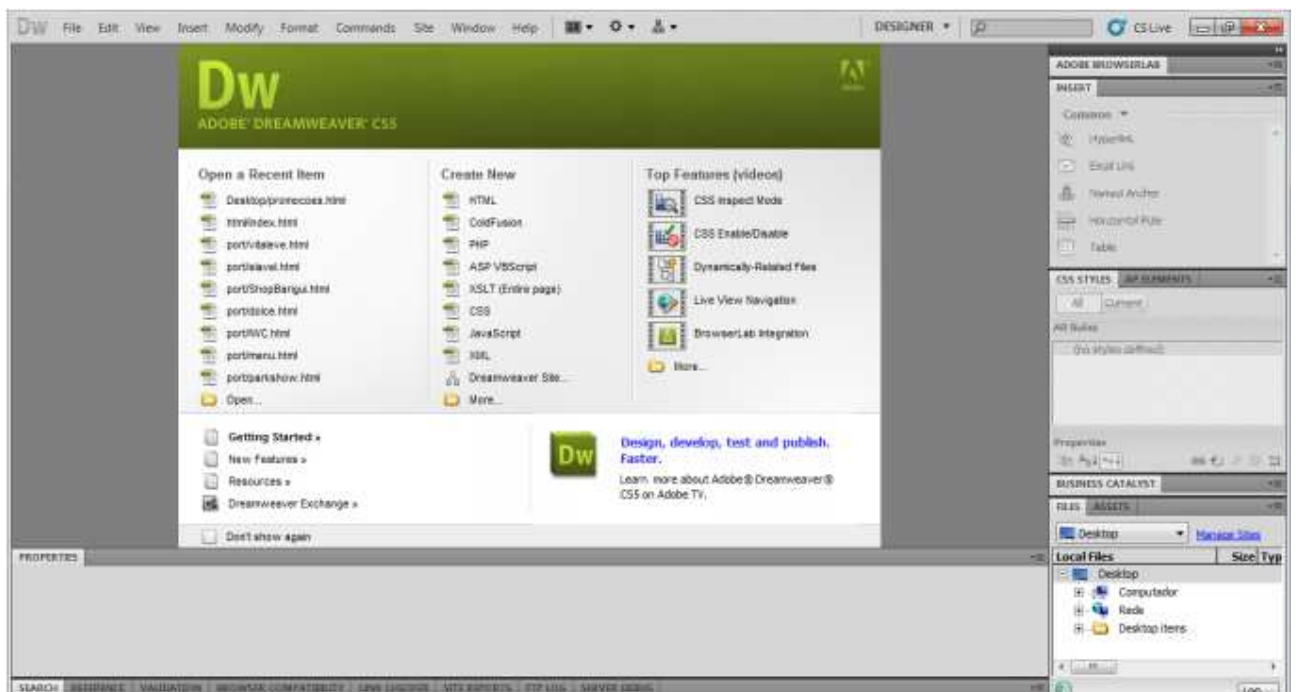 Dw File Edit View Insert Modify Format Commands Site Window Help DESIGNER CS Live
Dw
ADOBE® DREAMWEAVER® CS5
Open a Recent Item
Desktop/promocoes.html
html/index.html
port/vitaleve.html
port/ShopBarigui.html
port/dolce.html
port/IWC.html
port/menu.html
port/parkshow.html
Open...
Create New
HTML
ColdFusion
PHP
ASP VBScript
XSLT (Entire page)
CSS
JavaScript
XML
Dreamweaver Site...
More...
Top Features (videos)
CSS Inspect Mode
CSS Enable/Disable
Dynamically-Related Files
Live View Navigation
BrowserLab Integration
More...
Getting Started »
New Features »
Resources »
Dreamweaver Exchange »
Don't show again
Dw
Design, develop, test and publish.
Faster.
Learn more about Adobe® Dreamweaver®
CS5 on Adobe TV.
ADOBE BROWSERLAB
INSERT
Common
Hyperlink
Email Link
Named Anchor
Horizontal Rule
Table
CSS STYLES AP ELEMENTS
All Current
All Rules
(no styles defined)
Properties
BUSINESS CATALYST
FILES ASSETS
Desktop Manage Sites
Local Files Size Typ
Desktop
Computador
Rede
Desktop items
PROPERTIES
SEARCH REFERENCE VALIDATION BROWSER COMPATIBILITY LINK CHECKER SITE REPORTS FTP LOG SERVER DEBUG